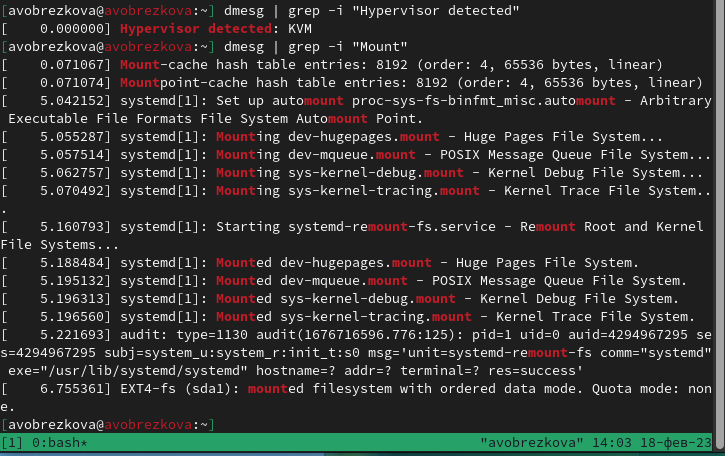 [avobrezkova@avobrezkova:~] dmesg | grep -i "Hypervisor detected"
[    0.000000] Hypervisor detected: KVM
[avobrezkova@avobrezkova:~] dmesg | grep -i "Mount"
[    0.071067] Mount-cache hash table entries: 8192 (order: 4, 65536 bytes, linear)
[    0.071074] Mountpoint-cache hash table entries: 8192 (order: 4, 65536 bytes, linear)
[    5.042152] systemd[1]: Set up automount proc-sys-fs-binfmt_misc.automount - Arbitrary
 Executable File Formats File System Automount Point.
[    5.055287] systemd[1]: Mounting dev-hugepages.mount - Huge Pages File System...
[    5.057514] systemd[1]: Mounting dev-mqueue.mount - POSIX Message Queue File System...
[    5.062757] systemd[1]: Mounting sys-kernel-debug.mount - Kernel Debug File System...
[    5.070492] systemd[1]: Mounting sys-kernel-tracing.mount - Kernel Trace File System..
.
[    5.160793] systemd[1]: Starting systemd-remount-fs.service - Remount Root and Kernel
File Systems...
[    5.188484] systemd[1]: Mounted dev-hugepages.mount - Huge Pages File System.
[    5.195132] systemd[1]: Mounted dev-mqueue.mount - POSIX Message Queue File System.
[    5.196313] systemd[1]: Mounted sys-kernel-debug.mount - Kernel Debug File System.
[    5.196560] systemd[1]: Mounted sys-kernel-tracing.mount - Kernel Trace File System.
[    5.221693] audit: type=1130 audit(1676716596.776:125): pid=1 uid=0 auid=4294967295 se
s=4294967295 subj=system_u:system_r:init_t:s0 msg='unit=systemd-remount-fs comm="systemd"
 exe="/usr/lib/systemd/systemd" hostname=? addr=? terminal=? res=success'
[    6.755361] EXT4-fs (sda1): mounted filesystem with ordered data mode. Quota mode: non
e.
[avobrezkova@avobrezkova:~]
[1] 0:bash* "avobrezkova" 14:03 18-фев-23